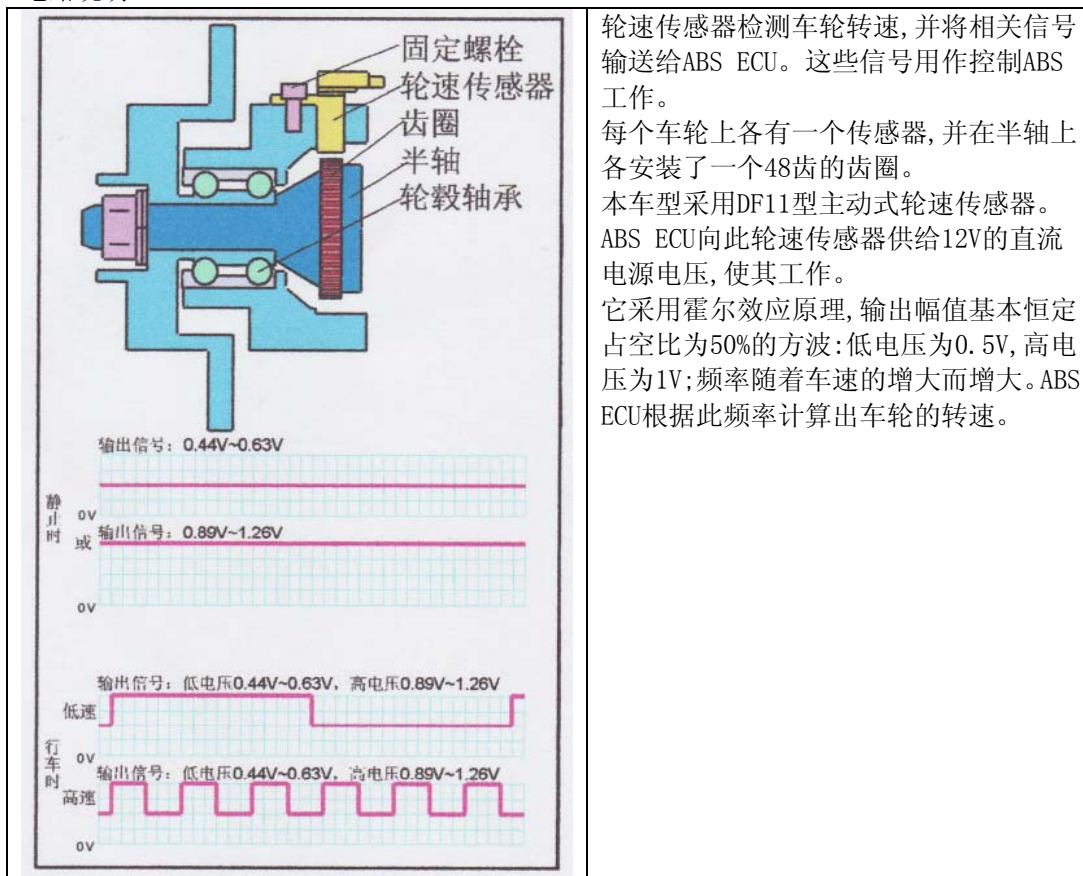 固定螺栓
轮速传感器
齿圈
半轴
轮毂轴承
输出信号：0.44V~0.63V
静止时
0V
或
输出信号：0.89V~1.26V
0V
输出信号：低电压0.44V~0.63V，高电压0.89V~1.26V
低速
行车时
0V
输出信号：低电压0.44V~0.63V，高电压0.89V~1.26V
高速
0V
轮速传感器检测车轮转速,并将相关信号
输送给ABS ECU。这些信号用作控制ABS
工作。
每个车轮上各有一个传感器,并在半轴上
各安装了一个48齿的齿圈。
本车型采用DF11型主动式轮速传感器。
ABS ECU向此轮速传感器供给12V的直流
电源电压,使其工作。
它采用霍尔效应原理,输出幅值基本恒定
占空比为50%的方波:低电压为0.5V,高电
压为1V;频率随着车速的增大而增大。ABS
ECU根据此频率计算出车轮的转速。